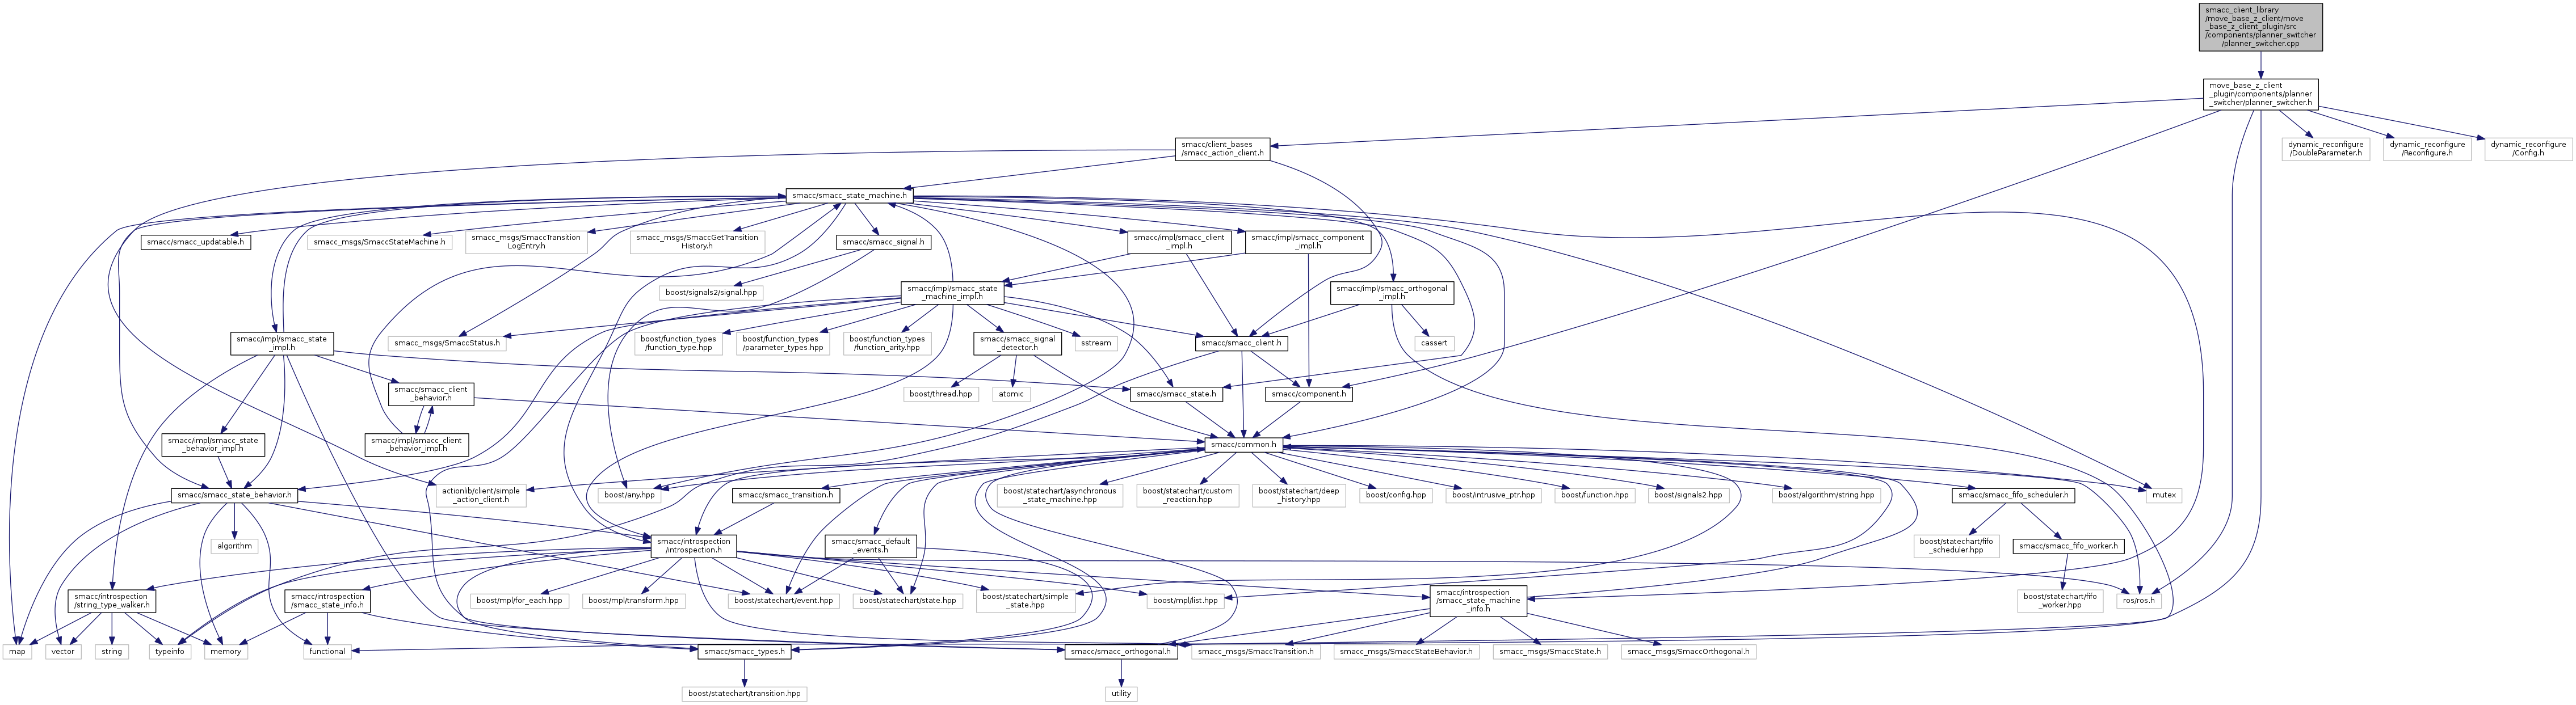 smacc_client_library
/move_base_z_client/move
_base_z_client_plugin/src
/components/planner_switcher
/planner_switcher.cpp
move_base_z_client
_plugin/components/planner
_switcher/planner_switcher.h
smacc/client_bases
/smacc_action_client.h
dynamic_reconfigure
/DoubleParameter.h
dynamic_reconfigure
/Reconfigure.h
dynamic_reconfigure
/Config.h
smacc/smacc_state_machine.h
smacc/smacc_updatable.h
smacc_msgs/SmaccStateMachine.h
smacc_msgs/SmaccTransition
LogEntry.h
smacc_msgs/SmaccGetTransition
History.h
smacc/smacc_signal.h
smacc/impl/smacc_client
_impl.h
smacc/impl/smacc_component
_impl.h
boost/signals2/signal.hpp
smacc/impl/smacc_state
_machine_impl.h
smacc/impl/smacc_orthogonal
_impl.h
smacc/impl/smacc_state
_impl.h
smacc_msgs/SmaccStatus.h
boost/function_types
/function_type.hpp
boost/function_types
/parameter_types.hpp
boost/function_types
/function_arity.hpp
smacc/smacc_signal
_detector.h
sstream
smacc/smacc_client.h
cassert
smacc/smacc_client
_behavior.h
boost/thread.hpp
atomic
smacc/smacc_state.h
smacc/component.h
smacc/impl/smacc_state
_behavior_impl.h
smacc/impl/smacc_client
_behavior_impl.h
smacc/common.h
smacc/smacc_state_behavior.h
actionlib/client/simple
_action_client.h
boost/any.hpp
smacc/smacc_transition.h
boost/statechart/asynchronous
_state_machine.hpp
boost/statechart/custom
_reaction.hpp
boost/statechart/deep
_history.hpp
boost/config.hpp
boost/intrusive_ptr.hpp
boost/function.hpp
boost/signals2.hpp
boost/algorithm/string.hpp
smacc/smacc_fifo_scheduler.h
mutex
algorithm
smacc/introspection
/introspection.h
smacc/smacc_default
_events.h
boost/statechart/fifo
_scheduler.hpp
smacc/smacc_fifo_worker.h
smacc/introspection
/string_type_walker.h
smacc/introspection
/smacc_state_info.h
boost/mpl/for_each.hpp
boost/mpl/transform.hpp
boost/statechart/event.hpp
boost/statechart/state.hpp
boost/statechart/simple
_state.hpp
boost/mpl/list.hpp
smacc/introspection
/smacc_state_machine
_info.h
boost/statechart/fifo
_worker.hpp
ros/ros.h
map
vector
string
typeinfo
memory
functional
smacc/smacc_types.h
smacc/smacc_orthogonal.h
smacc_msgs/SmaccTransition.h
smacc_msgs/SmaccStateBehavior.h
smacc_msgs/SmaccState.h
smacc_msgs/SmaccOrthogonal.h
boost/statechart/transition.hpp
utility